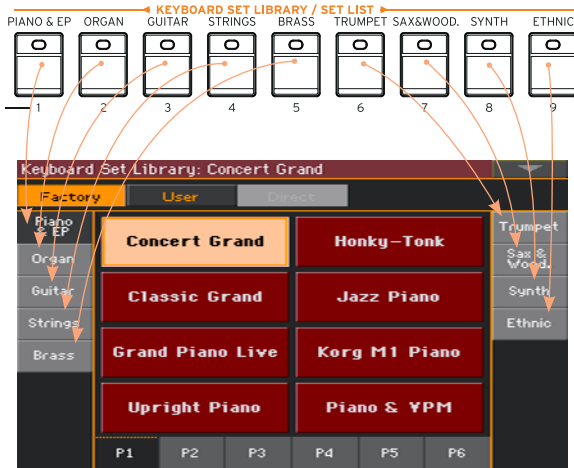 KEYBOARD SET LIBRARY / SET LIST
PIANO & EP ORGAN GUITAR STRINGS BRASS TRUMPET SAX&WOOD. SYNTH ETHNIC
1 2 3 4 5 6 7 8 9
Keyboard Set Library: Concert Grand
Factory User Direct
Piano
& EP
Organ
Guitar
Strings
Brass
Concert Grand Honky-Tonk
Classic Grand Jazz Piano
Grand Piano Live Korg M1 Piano
Upright Piano Piano & VPM
Trumpet
Sax &
Wood.
Synth
Ethnic
P1 P2 P3 P4 P5 P6